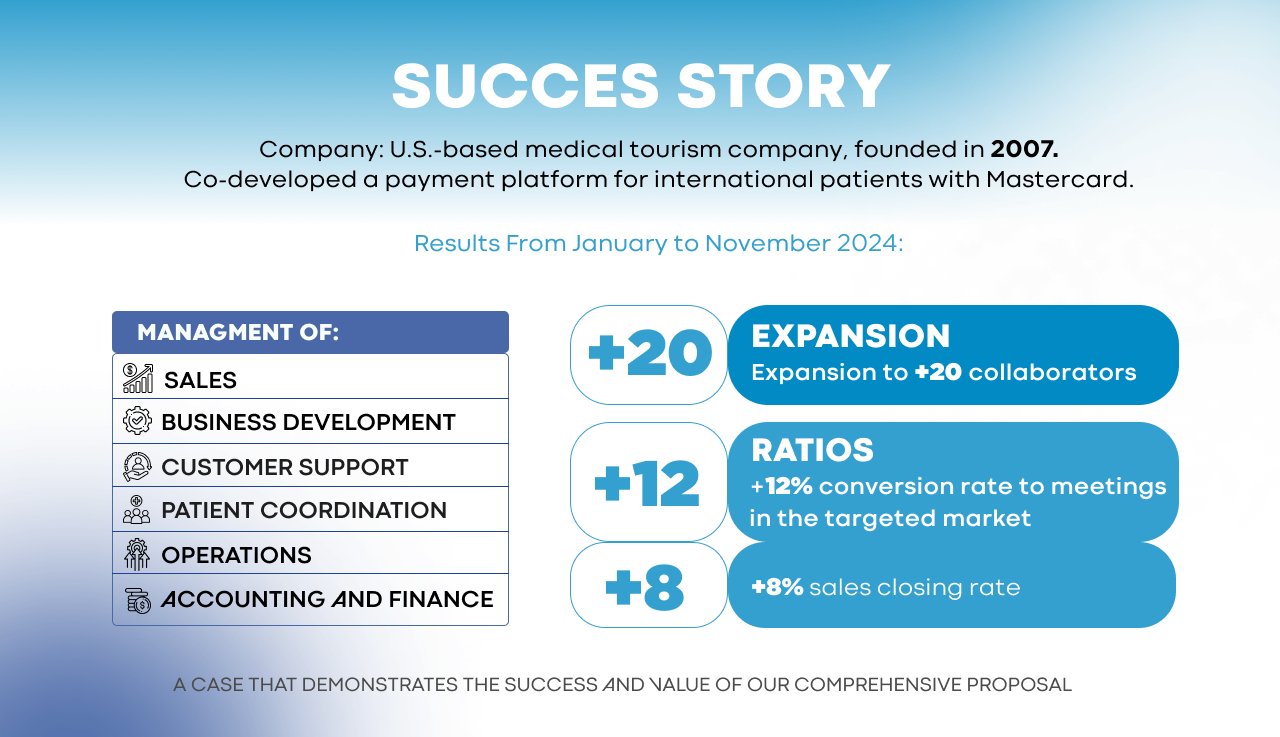 SUCCES STORY
Company: U.S.-based medical tourism company, founded in 2007.
Co-developed a payment platform for international patients with Mastercard.
Results From January to November 2024:
MANAGMENT OF:
SALES
BUSINESS DEVELOPMENT
CUSTOMER SUPPORT
PATIENT COORDINATION
OPERATIONS
ACCOUNTING AND FINANCE
+20
EXPANSION
Expansion to +20 collaborators
+12
RATIOS
+12% conversion rate to meetings
in the targeted market
+8
+8% sales closing rate
A CASE THAT DEMONSTRATES THE SUCCESS AND VALUE OF OUR COMPREHENSIVE PROPOSAL